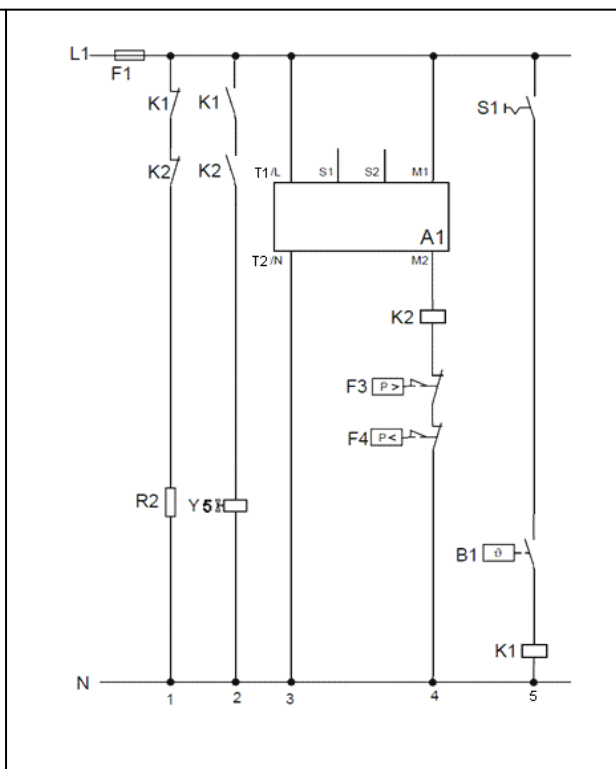 L1
F1
K1 K1 S1
K2 K2 T1/L S1 S2 M1
A1
T2/N M2
K2
F3 P>
F4 P<
R2 Y5
B1 ϑ
K1
N
1 2 3 4 5